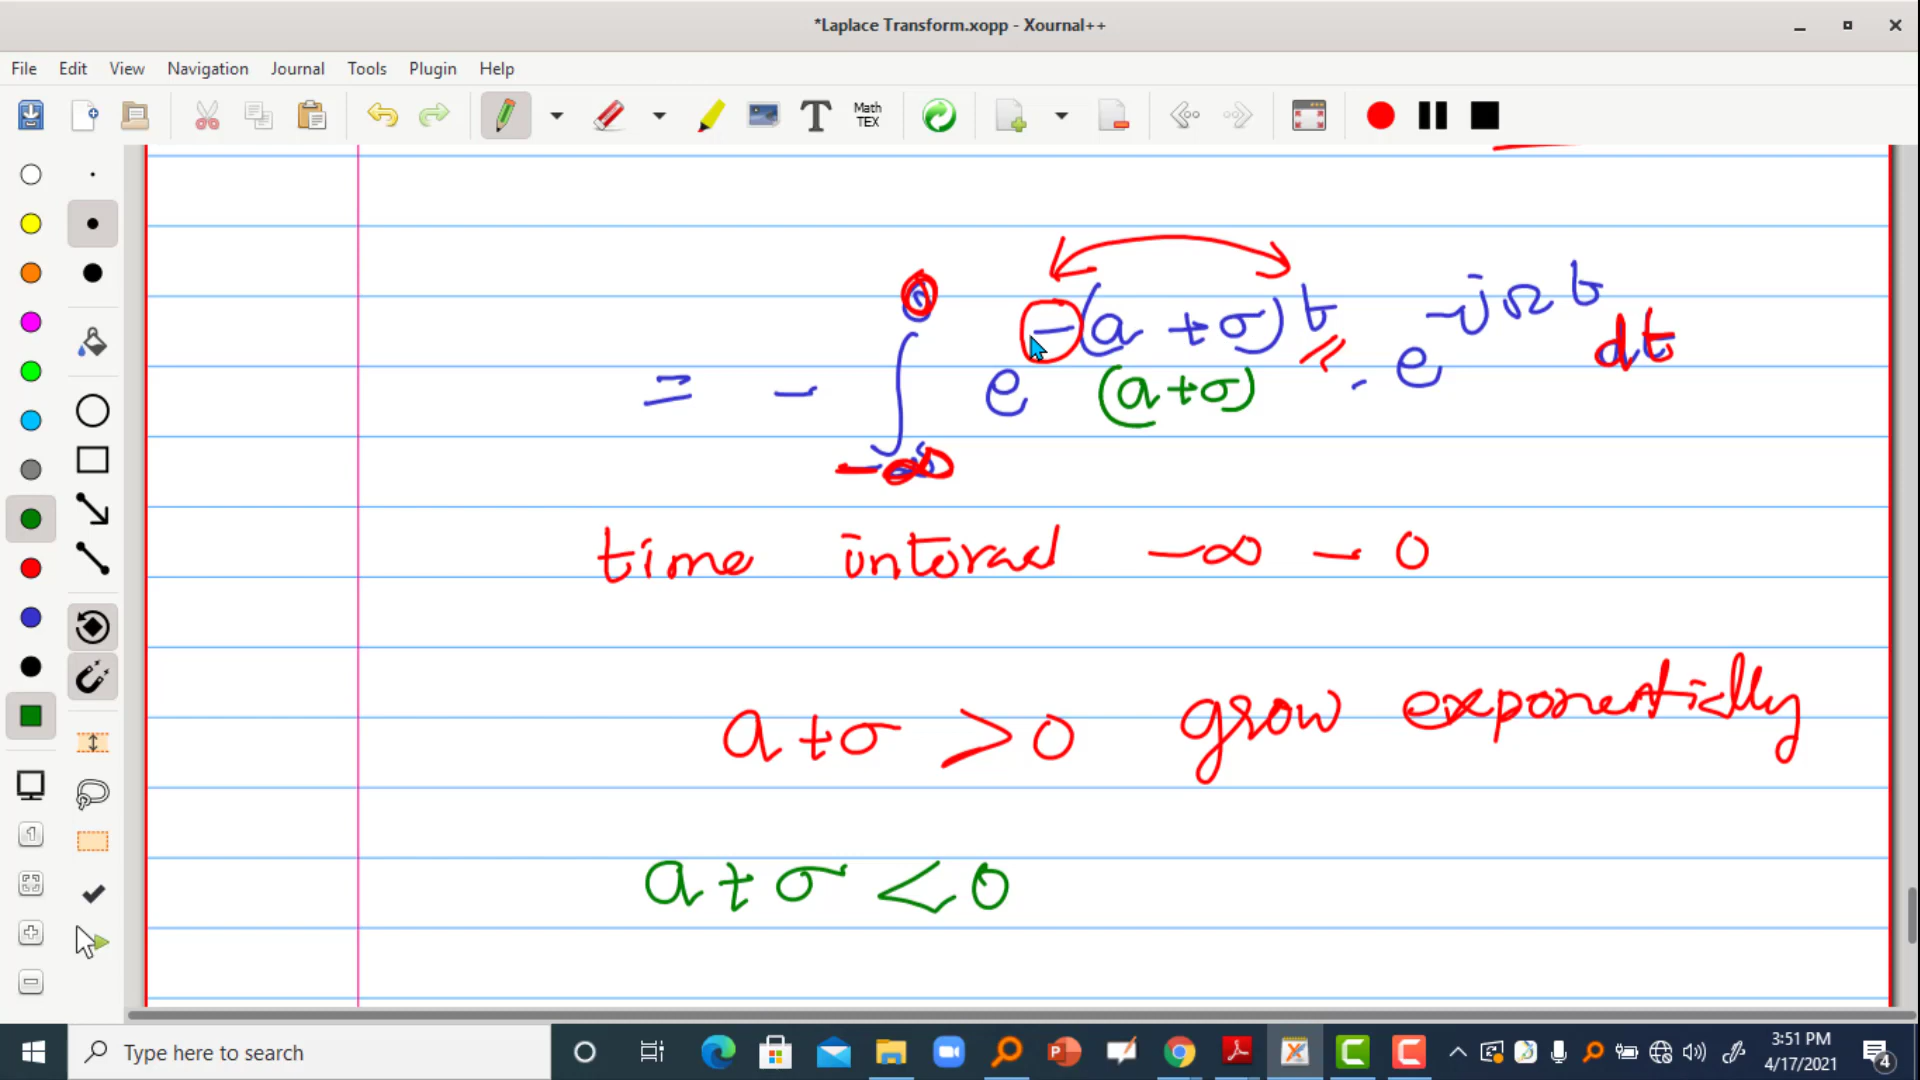 *Laplace Transform.xopp - Xournal++
File Edit View Navigation Journal Tools Plugin Help
Math
TEX
= - ∫ 0 -∞ e -(a + σ)t . e -jΩt dt
(a+σ)
time interval -∞ - 0
a + σ > 0 grow exponentially
a + σ < 0
Type here to search
3:51 PM
4/17/2021
4